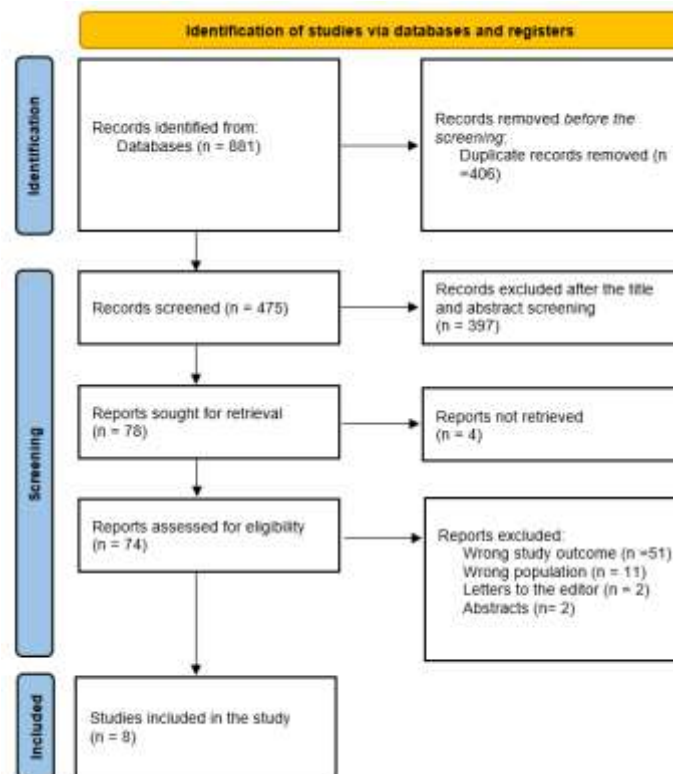 Identification of studies via databases and registers
Identification
Records identified from:
Databases (n = 881)
Records removed before the
screening:
Duplicate records removed (n
=406)
Screening
Records screened (n = 475)
Records excluded after the title
and abstract screening
(n = 397)
Reports sought for retrieval
(n = 78)
Reports not retrieved
(n = 4)
Reports assessed for eligibility
(n = 74)
Reports excluded:
Wrong study outcome (n =51)
Wrong population (n = 11)
Letters to the editor (n = 2)
Abstracts (n= 2)
Included
Studies included in the study
(n = 8)